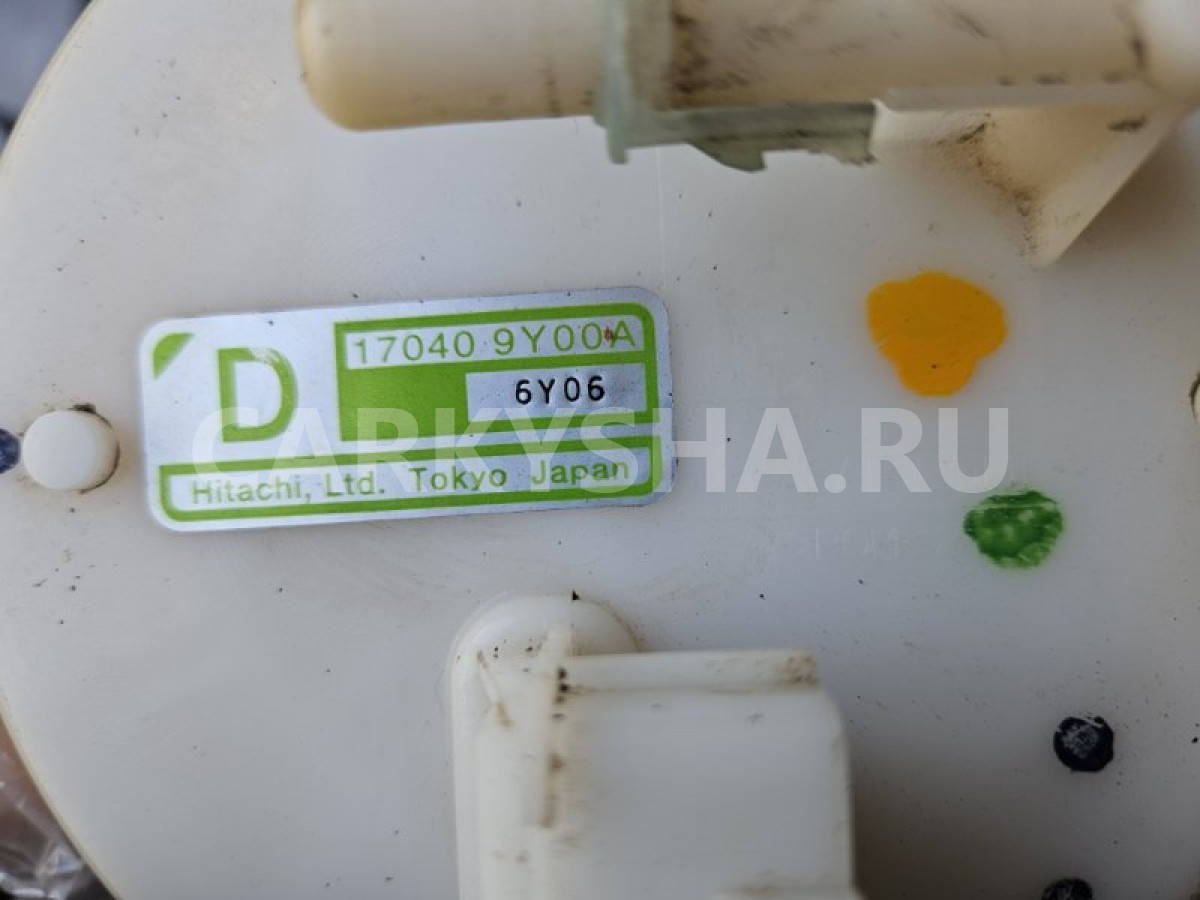 D
17040 9Y00A
6Y06
CARKYSHA.RU
Hitachi, Ltd. Tokyo Japan